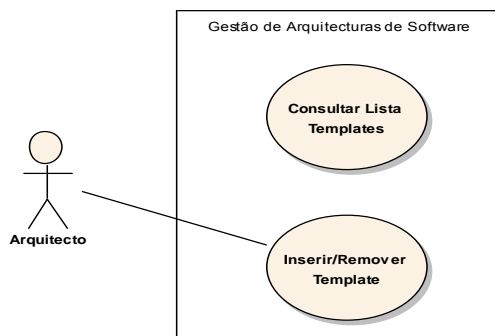 Gestão de Arquitecturas de Software
Consultar Lista
Templates
Arquitecto
Inserir/Remover
Template